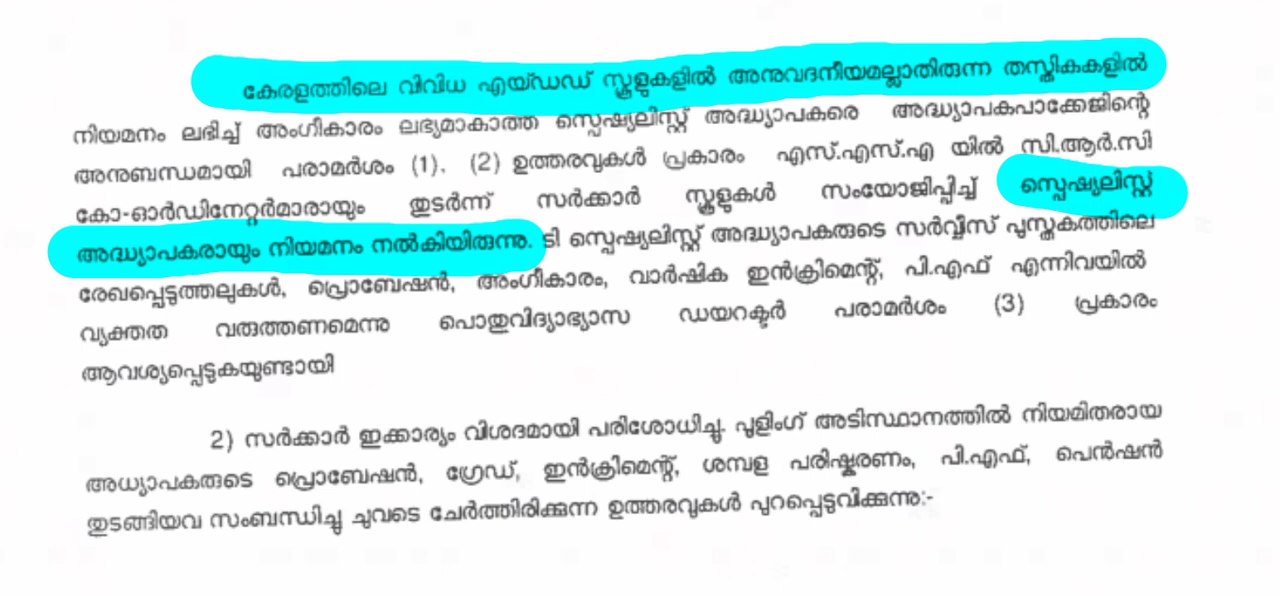 കേരളത്തിലെ വിവിധ എയ്ഡഡ് സ്കൂളുകളിൽ അനുവദനീയമല്ലാതിരുന്ന തസ്തികകളിൽ
നിയമനം ലഭിച്ച് അംഗീകാരം ലഭ്യമാകാത്ത സ്പെഷ്യലിസ്റ്റ് അദ്ധ്യാപകരെ അദ്ധ്യാപകപാക്കേജിന്റെ
അനുബന്ധമായി പരാമർശം (1), (2) ഉത്തരവുകൾ പ്രകാരം എസ്.എസ്.എ യിൽ സി.ആർ.സി
കോ-ഓർഡിനേറ്റർമാരായും തുടർന്ന് സർക്കാർ സ്കൂളുകൾ സംയോജിപ്പിച്ച് സ്പെഷ്യലിസ്റ്റ്
അദ്ധ്യാപകരായും നിയമനം നൽകിയിരുന്നു. ടി സ്പെഷ്യലിസ്റ്റ് അദ്ധ്യാപകരുടെ സർവ്വീസ് പുസ്തകത്തിലെ
രേഖപ്പെടുത്തലുകൾ, പ്രൊബേഷൻ, അംഗീകാരം, വാർഷിക ഇൻക്രിമെന്റ്, പി.എഫ് എന്നിവയിൽ
വ്യക്തത വരുത്തണമെന്നു പൊതുവിദ്യാഭ്യാസ ഡയറക്ടർ പരാമർശം (3) പ്രകാരം
ആവശ്യപ്പെടുകയുണ്ടായി
2) സർക്കാർ ഇക്കാര്യം വിശദമായി പരിശോധിച്ചു. പൂളിംഗ് അടിസ്ഥാനത്തിൽ നിയമിതരായ
അധ്യാപകരുടെ പ്രൊബേഷൻ, ഗ്രേഡ്, ഇൻക്രിമെന്റ്, ശമ്പള പരിഷ്കരണം, പി.എഫ്, പെൻഷൻ
തുടങ്ങിയവ സംബന്ധിച്ചു ചുവടെ ചേർത്തിരിക്കുന്ന ഉത്തരവുകൾ പുറപ്പെടുവിക്കുന്നു:-